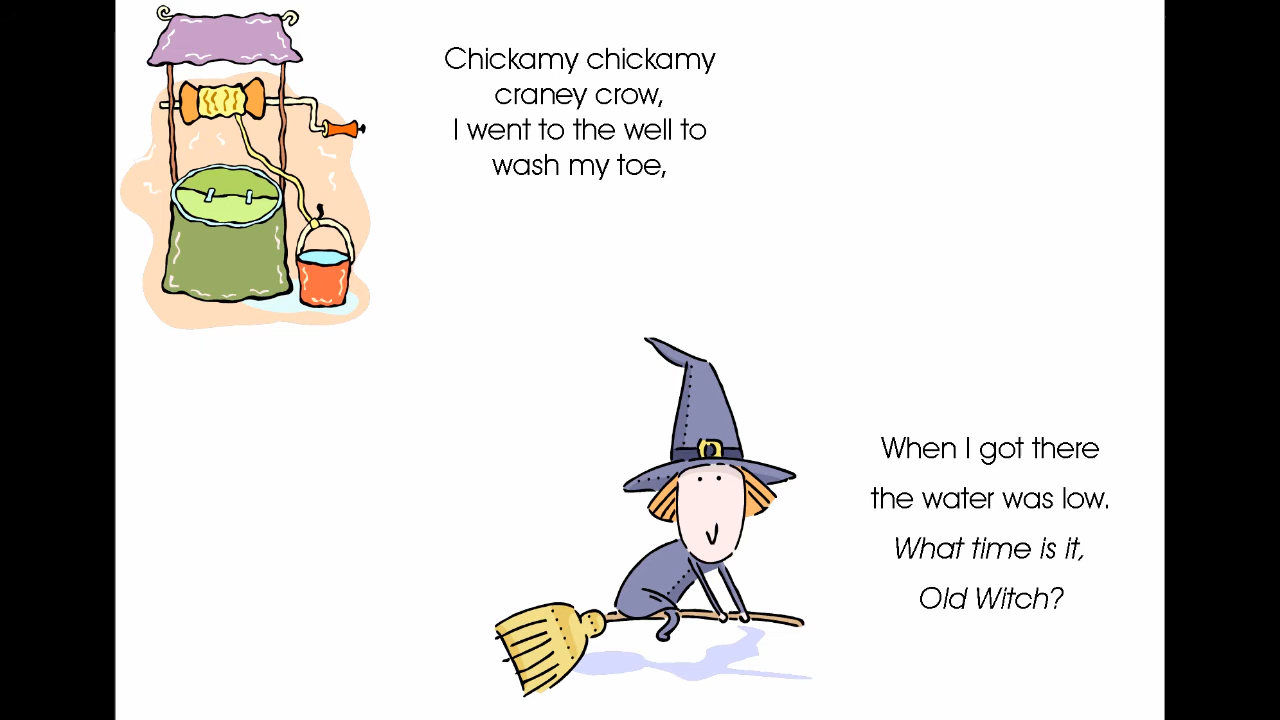 Chickamy chickamy
craney crow,
I went to the well to
wash my toe,
When I got there
the water was low.
What time is it,
Old Witch?